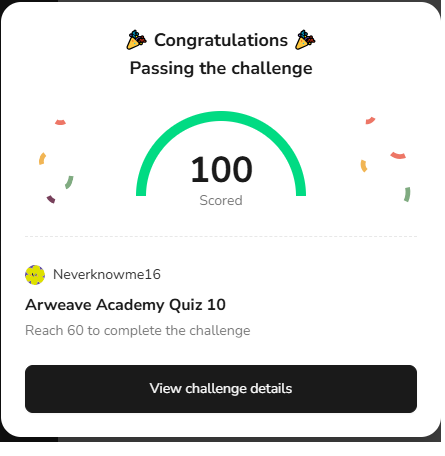 🎉 Congratulations 🎉
Passing the challenge
100
Scored
Neverknowme16
Arweave Academy Quiz 10
Reach 60 to complete the challenge
View challenge details